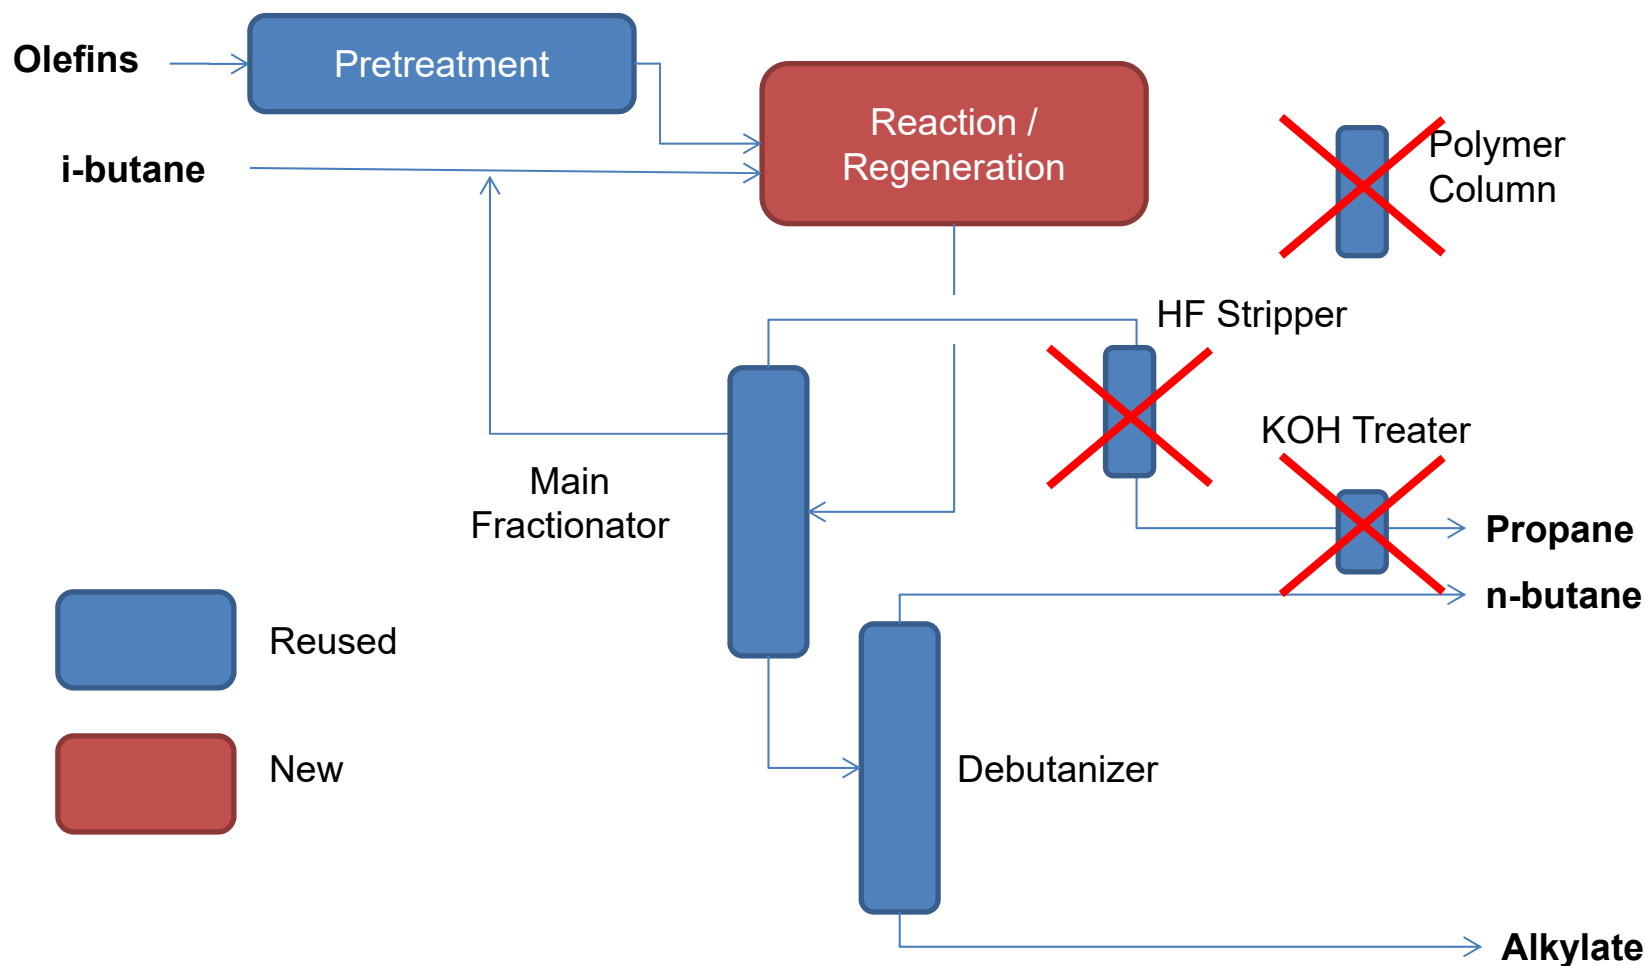 Olefins
Pretreatment
i-butane
Reaction /
Regeneration
Polymer
Column
HF Stripper
KOH Treater
Main
Fractionator
Propane
n-butane
Reused
New
Debutanizer
Alkylate